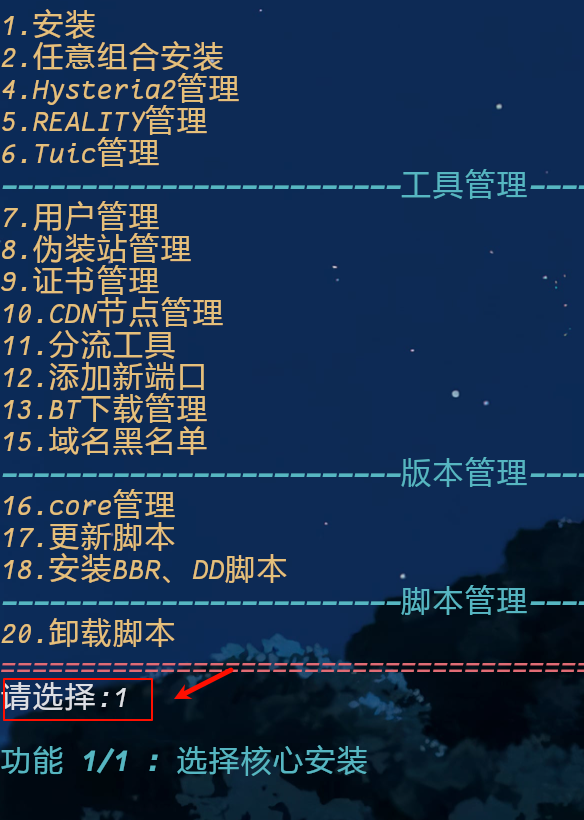 1.安装
2.任意组合安装
4.Hysteria2管理
5.REALITY管理
6.Tuic管理
-------------------------工具管理----
7.用户管理
8.伪装站管理
9.证书管理
10.CDN节点管理
11.分流工具
12.添加新端口
13.BT下载管理
15.域名黑名单
-------------------------版本管理----
16.core管理
17.更新脚本
18.安装BBR、DD脚本
-------------------------脚本管理----
20.卸载脚本
=====================================
请选择:1
功能 1/1 : 选择核心安装